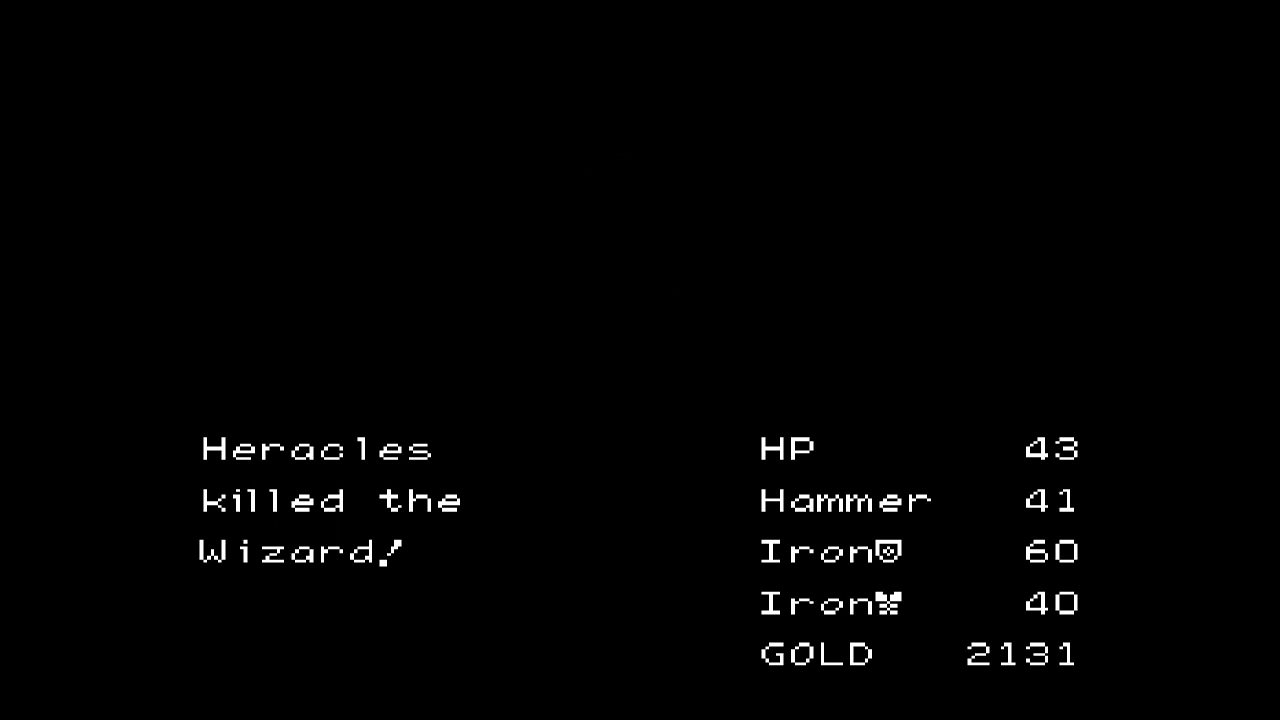 Heracles
killed the
Wizard!
HP 43
Hammer 41
Iron 60
Iron 40
GOLD 2131